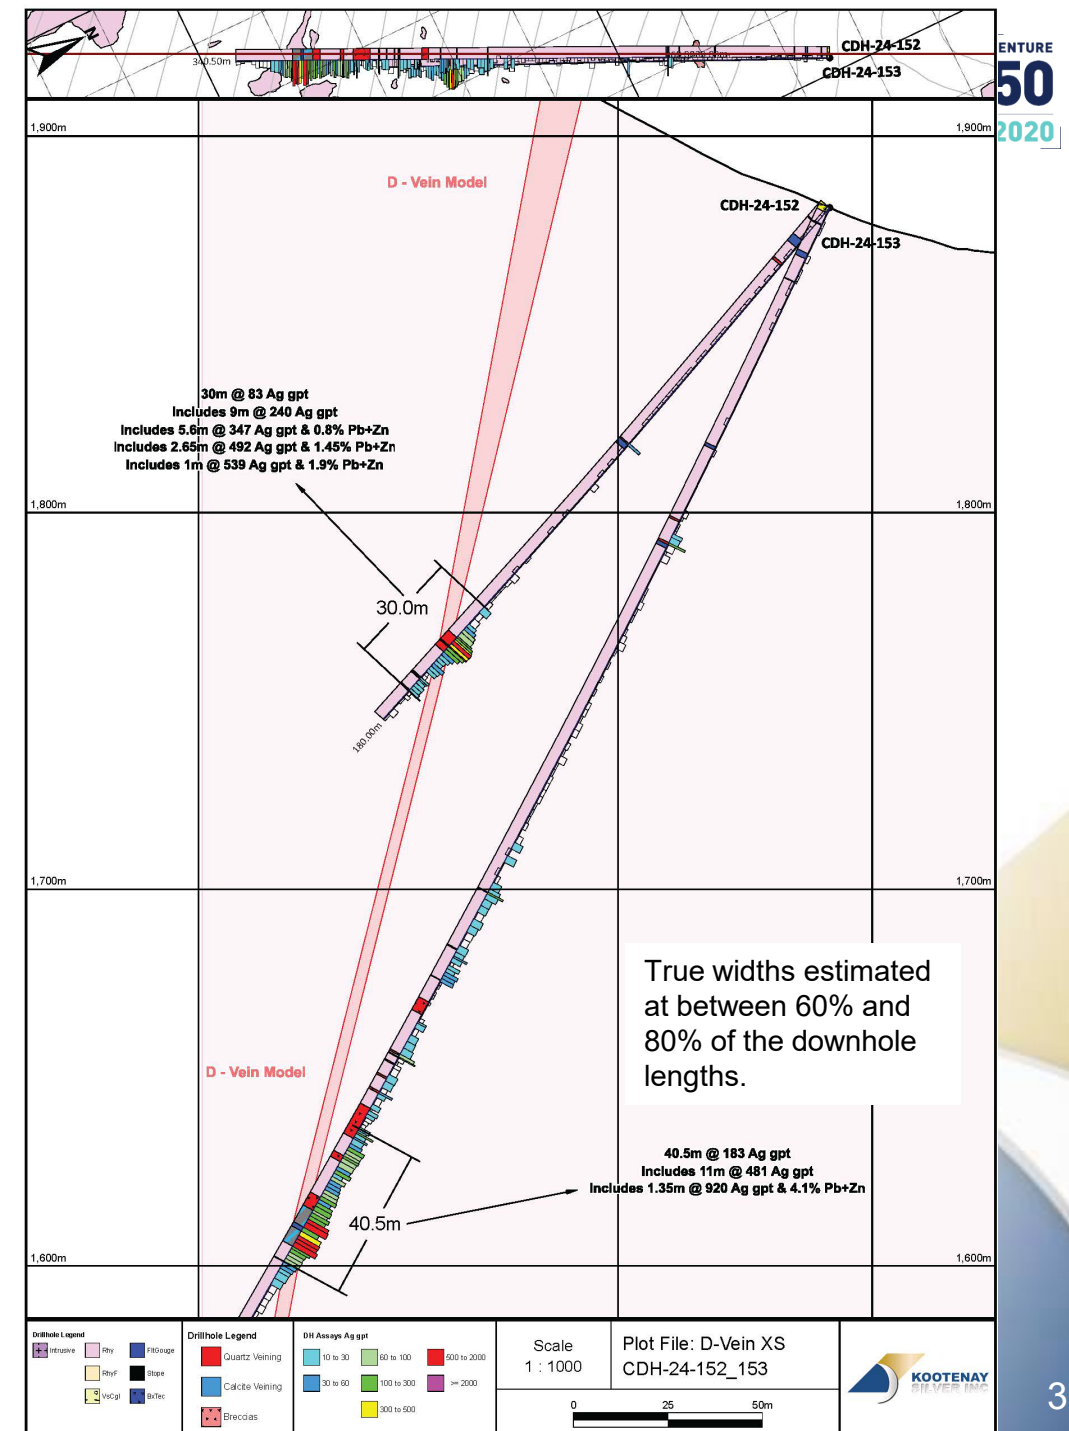 N
340.50m
CDH-24-152
CDH-24-153
ENTURE
50
2020
1,900m
1,900m
D - Vein Model
CDH-24-152
CDH-24-153
30m @ 83 Ag gpt
Includes 9m @ 240 Ag gpt
Includes 5.6m @ 347 Ag gpt & 0.8% Pb+Zn
Includes 2.65m @ 492 Ag gpt & 1.45% Pb+Zn
Includes 1m @ 539 Ag gpt & 1.9% Pb+Zn
1,800m
1,800m
30.0m
180.00m
1,700m
1,700m
True widths estimated
at between 60% and
80% of the downhole
lengths.
D - Vein Model
40.5m @ 183 Ag gpt
Includes 11m @ 481 Ag gpt
Includes 1.35m @ 920 Ag gpt & 4.1% Pb+Zn
40.5m
1,600m
1,600m
Drillhole Legend
Intrusive
Rhy
FltGouge
RhyF
Stope
VsCgl
BxTec
Drillhole Legend
Quartz Veining
Calcite Veining
Breccias
DH Assays Ag gpt
10 to 30
60 to 100
500 to 2000
30 to 60
100 to 300
>= 2000
300 to 500
Scale
1 : 1000
Plot File: D-Vein XS
CDH-24-152_153
0
25
50m
KOOTENAY
SILVER INC
3